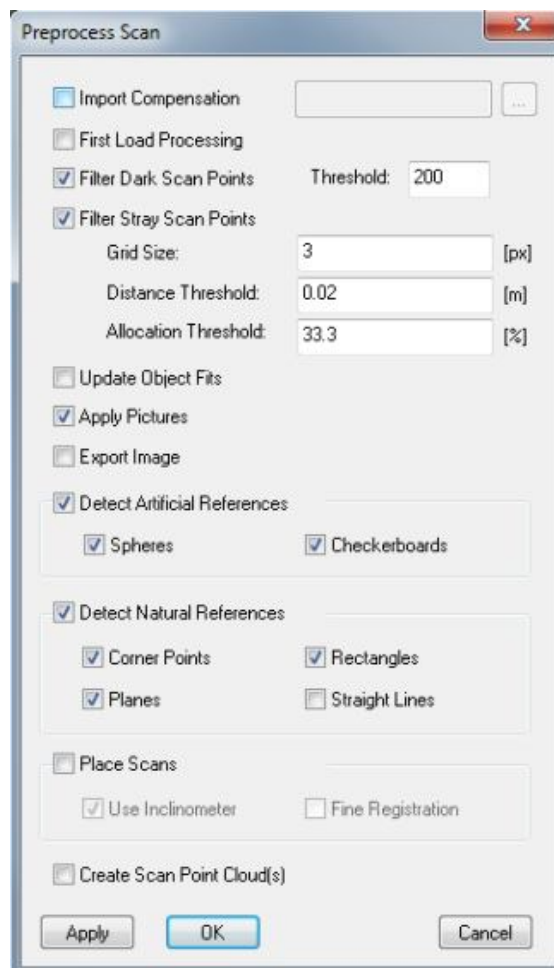 Preprocess Scan
Import Compensation ...
First Load Processing
Filter Dark Scan Points Threshold: 200
Filter Stray Scan Points
Grid Size: 3 [px]
Distance Threshold: 0.02 [m]
Allocation Threshold: 33.3 [%]
Update Object Fits
Apply Pictures
Export Image
Detect Artificial References
Spheres Checkerboards
Detect Natural References
Corner Points Rectangles
Planes Straight Lines
Place Scans
Use Inclinometer Fine Registration
Create Scan Point Cloud(s)
Apply OK Cancel